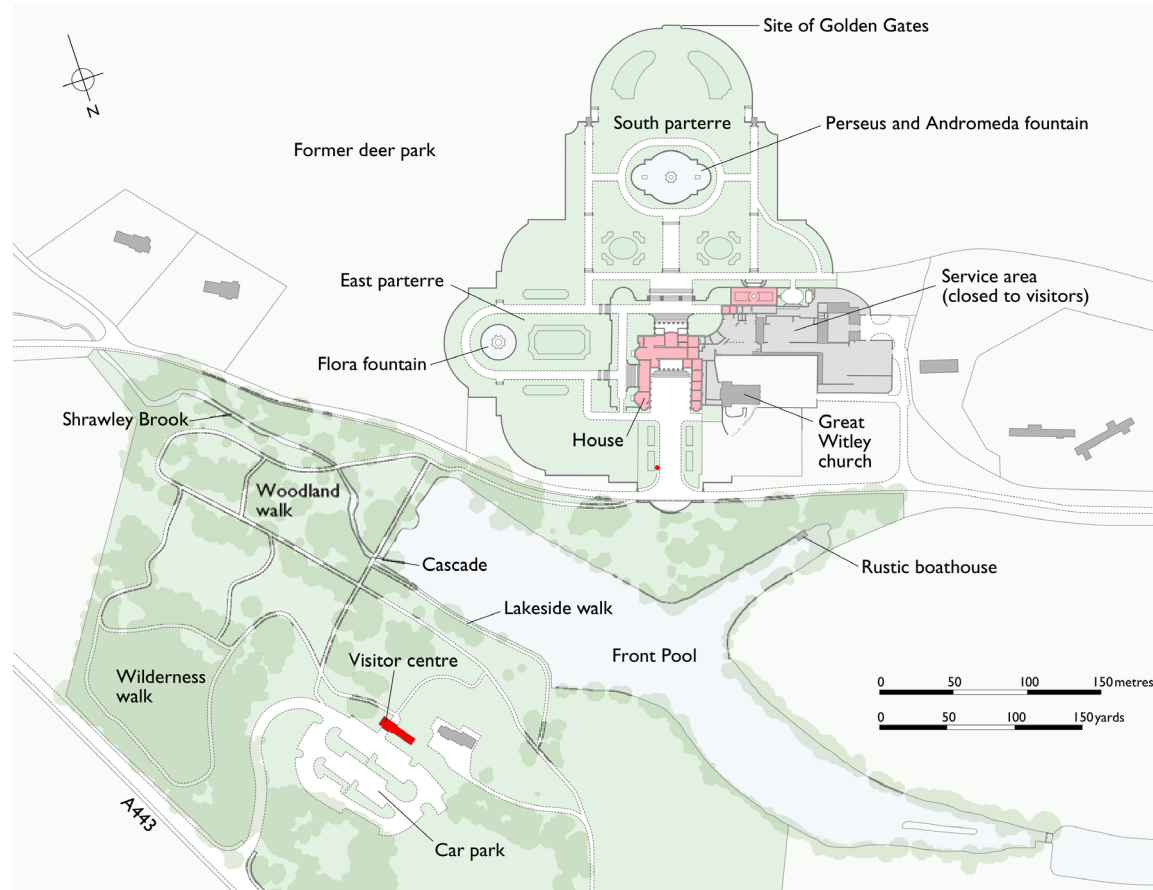 Site of Golden Gates
N
South parterre
Perseus and Andromeda fountain
Former deer park
East parterre
Service area
(closed to visitors)
Flora fountain
Shrawley Brook
House
Great
Witley
church
Woodland
walk
Cascade
Rustic boathouse
Lakeside walk
Visitor centre
Front Pool
Wilderness
walk
0 50 100 150 metres
0 50 100 150 yards
A443
Car park